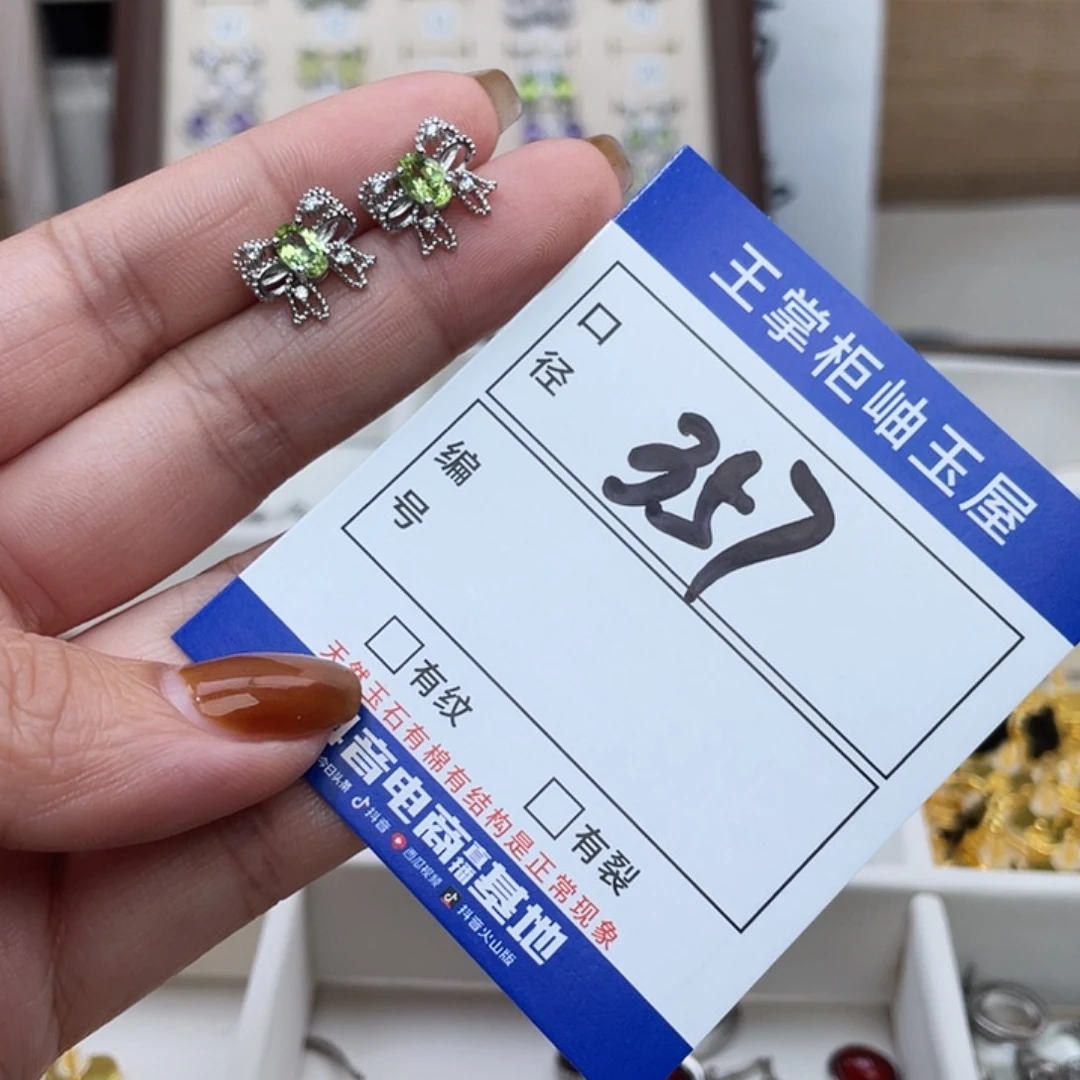 王掌柜岫玉屋
口径
357
编号
有纹
有裂
天然玉石有棉有结构是正常现象
抖音电商直播基地
今日头条 抖音 西瓜视频 抖音火山版